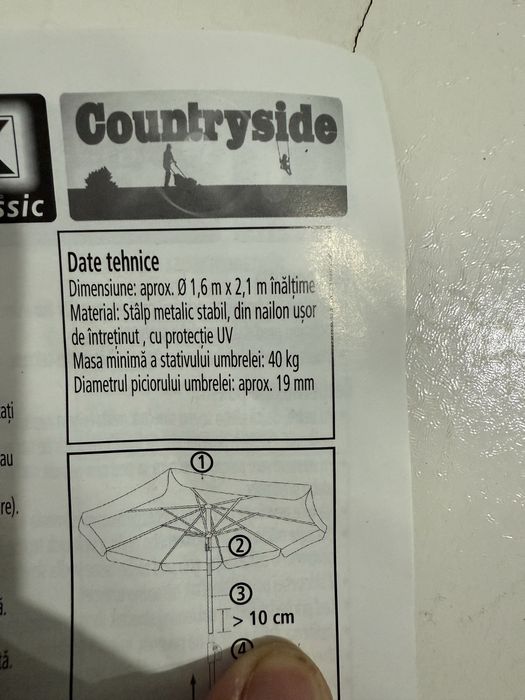 Countryside
ssic
Date tehnice
Dimensiune: aprox. Ø 1,6 m x 2,1 m înălțime
Material: Stâlp metalic stabil, din nailon ușor
de întreținut , cu protecție UV
Masa minimă a stativului umbrelei: 40 kg
Diametrul piciorului umbrelei: aprox. 19 mm
ați
au
re).
ă.
tă.
1
2
3
> 10 cm
4